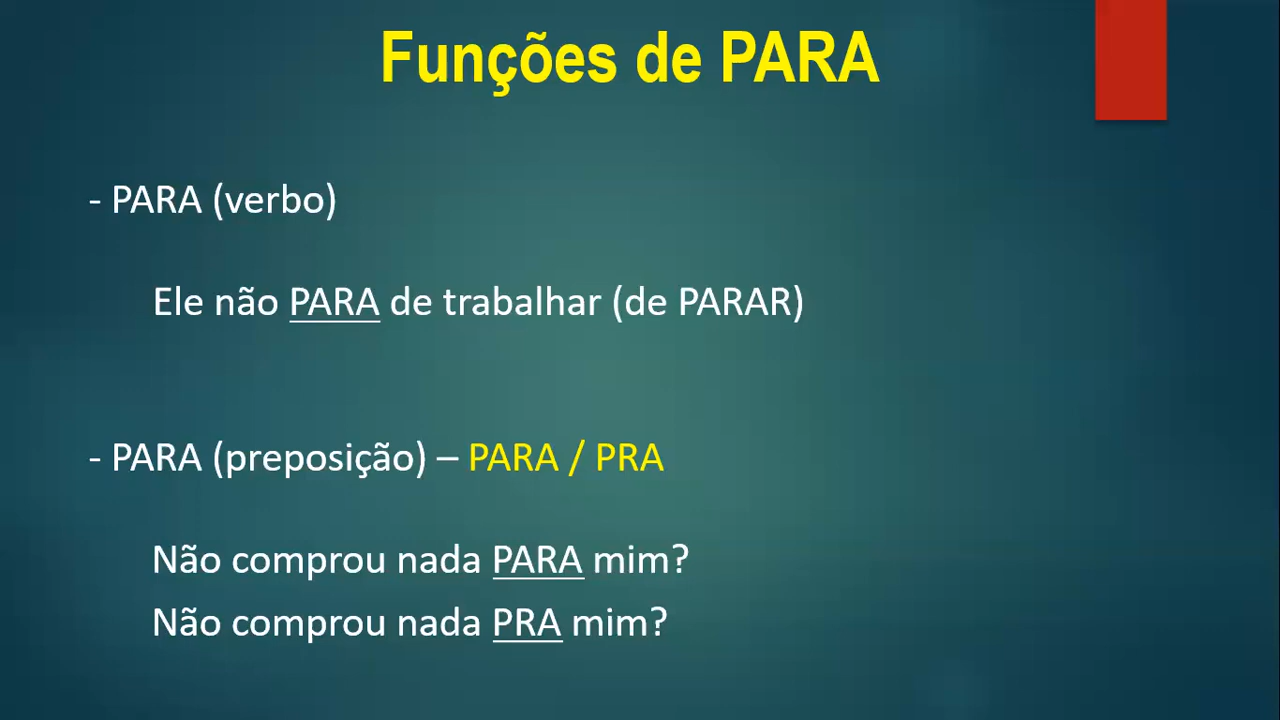 Funções de PARA
- PARA (verbo)
Ele não PARA de trabalhar (de PARAR)
- PARA (preposição) – PARA / PRA
Não comprou nada PARA mim?
Não comprou nada PRA mim?